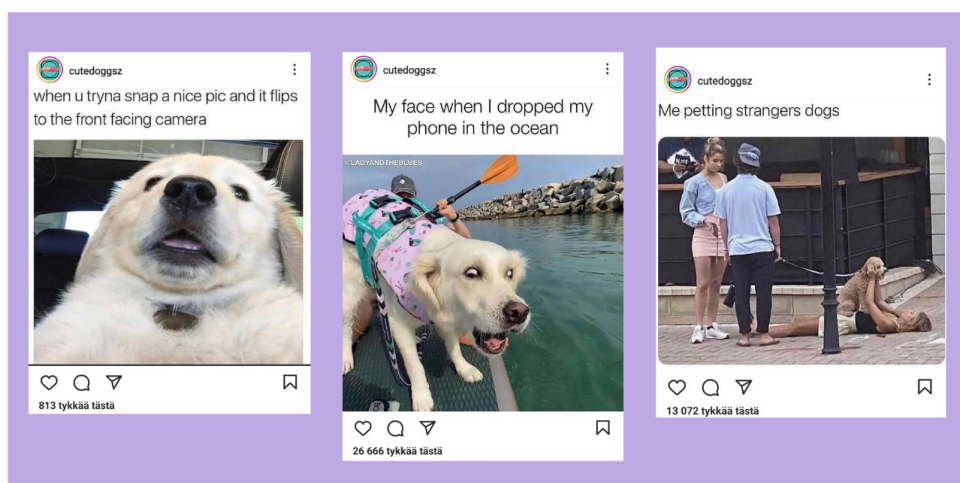 cutedoggsz
when u tryna snap a nice pic and it flips
to the front facing camera
813 tykkää tästä
cutedoggsz
My face when I dropped my
phone in the ocean
©LADYANDTHEBLUES
26 666 tykkää tästä
cutedoggsz
Me petting strangers dogs
13 072 tykkää tästä